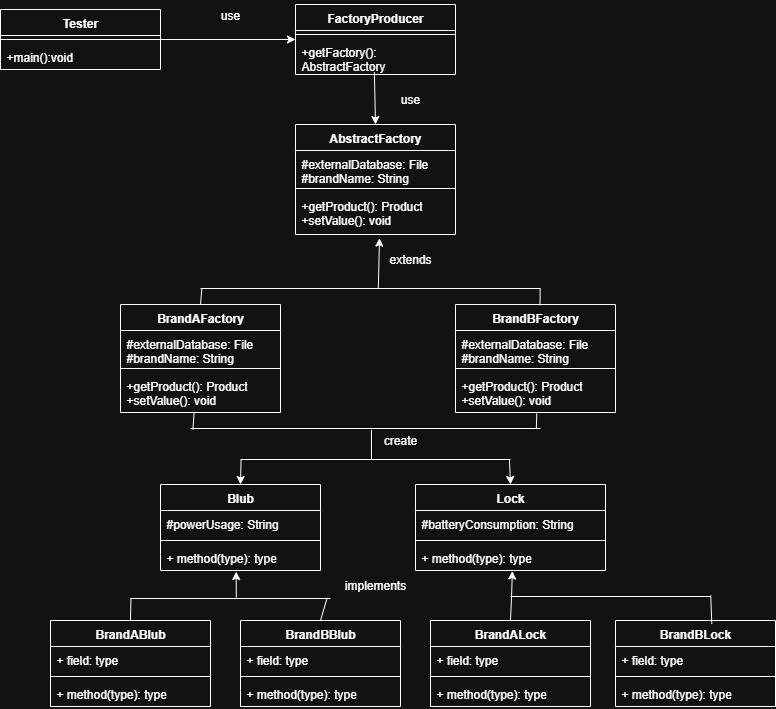 Tester
use
FactoryProducer
+main():void
+getFactory():
AbstractFactory
use
AbstractFactory
#externalDatabase: File
#brandName: String
+getProduct(): Product
+setValue(): void
extends
BrandAFactory
#externalDatabase: File
#brandName: String
+getProduct(): Product
+setValue(): void
BrandBFactory
#externalDatabase: File
#brandName: String
+getProduct(): Product
+setValue(): void
create
Blub
#powerUsage: String
+ method(type): type
Lock
#batteryConsumption: String
+ method(type): type
implements
BrandABlub
+ field: type
+ method(type): type
BrandBBlub
+ field: type
+ method(type): type
BrandALock
+ field: type
+ method(type): type
BrandBLock
+ field: type
+ method(type): type